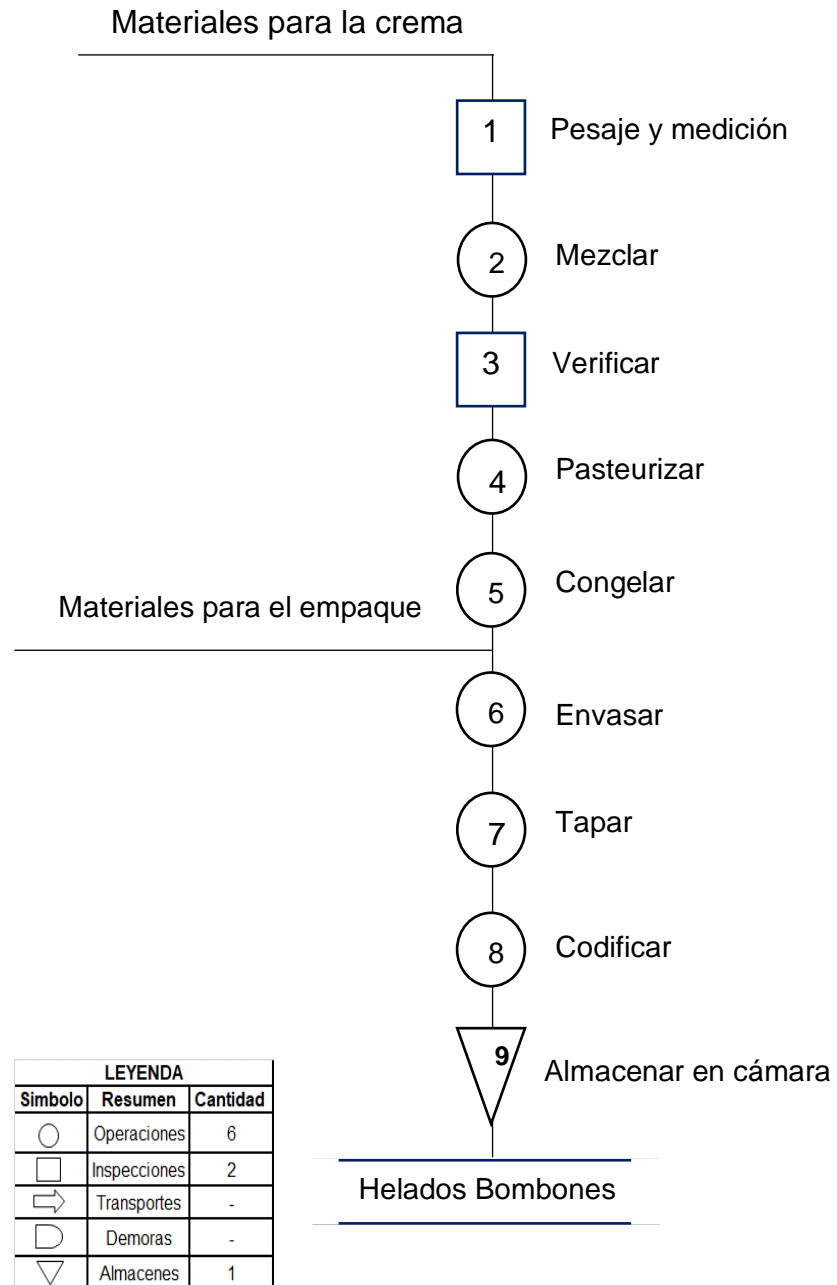 Materiales para la crema
1 Pesaje y medición
2 Mezclar
3 Verificar
4 Pasteurizar
5 Congelar
Materiales para el empaque
6 Envasar
7 Tapar
8 Codificar
9 Almacenar en cámara
Helados Bombones
LEYENDA
Simbolo Resumen Cantidad
Operaciones 6
Inspecciones 2
Transportes -
Demoras -
Almacenes 1